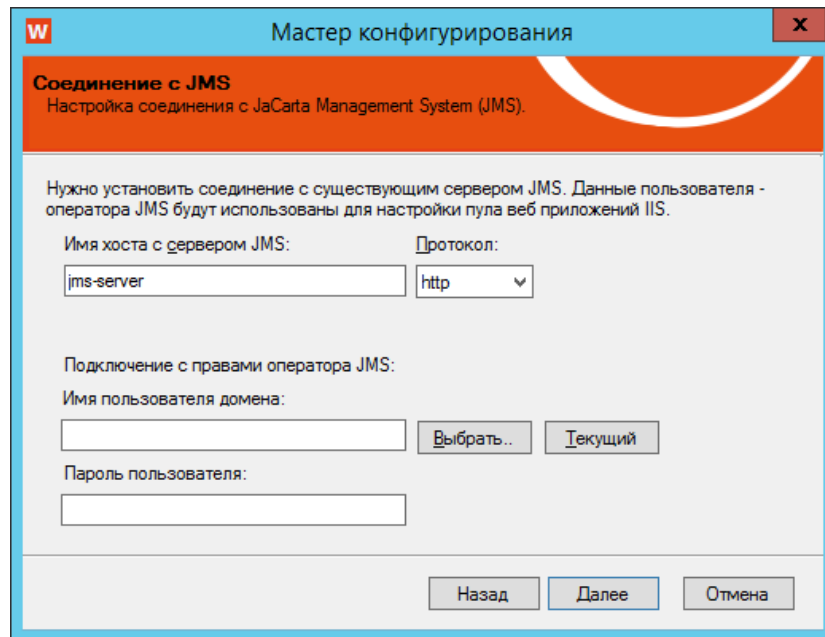 W
Мастер конфигурирования
x
Соединение с JMS
Настройка соединения с JaCarta Management System (JMS).
Нужно установить соединение с существующим сервером JMS. Данные пользователя -
оператора JMS будут использованы для настройки пула веб приложений IIS.
Имя хоста с сервером JMS: Протокол:
jms-server http
Подключение с правами оператора JMS:
Имя пользователя домена:
Выбрать.. Текущий
Пароль пользователя:
Назад Далее Отмена